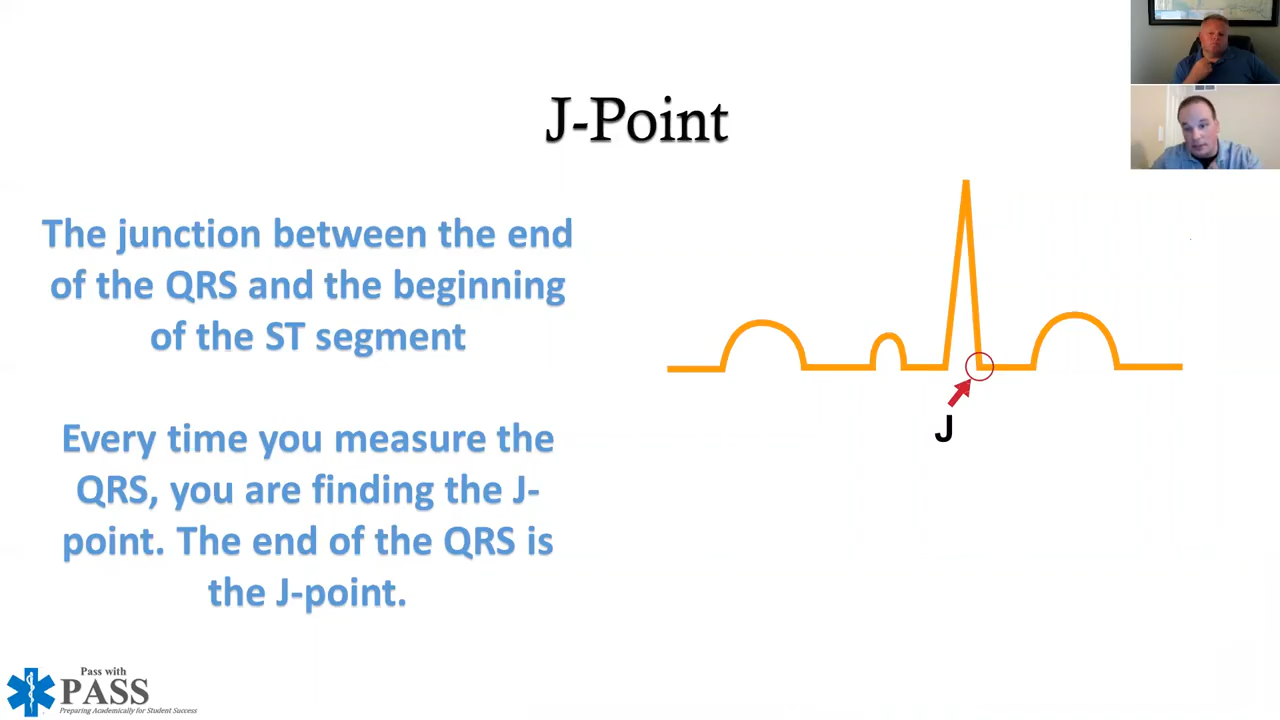 J-Point
The junction between the end
of the QRS and the beginning
of the ST segment
Every time you measure the
QRS, you are finding the J-
point. The end of the QRS is
the J-point.
J
Pass with
PASS
Preparing Academically for Student Success